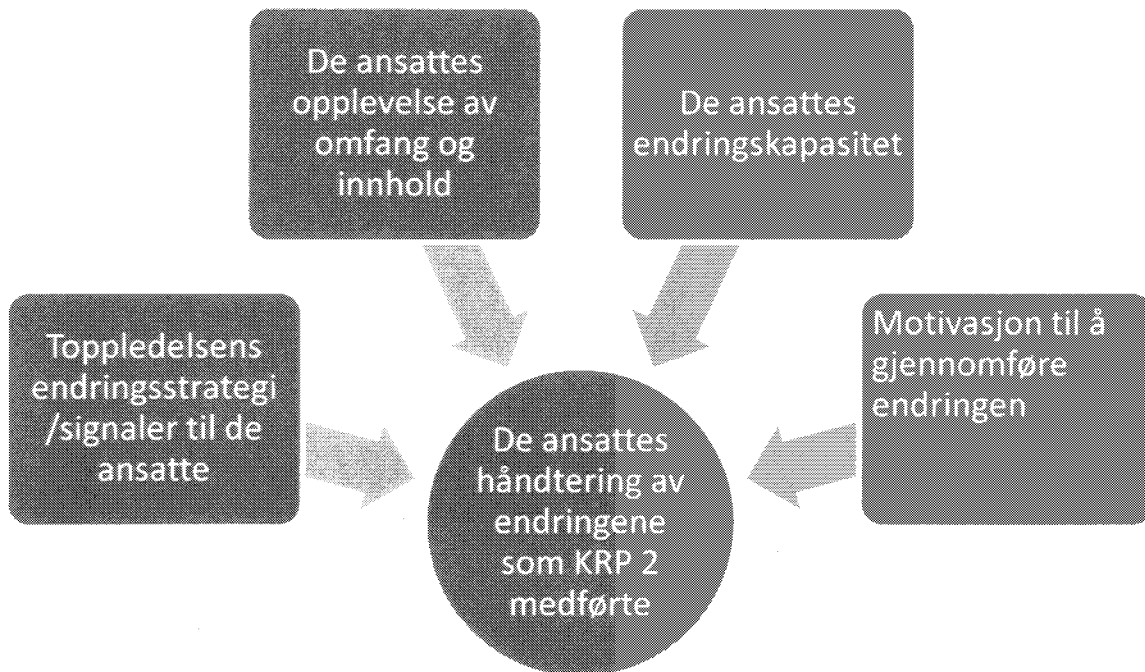 De ansattes
opplevelse av
omfang og
innhold
De ansattes
endringskapasitet
Toppledelsens
endringsstrategi
/signaler til de
ansatte
Motivasjon til å
gjennomføre
endringen
De ansattes
håndtering av
endringene
som KRP 2
medførte